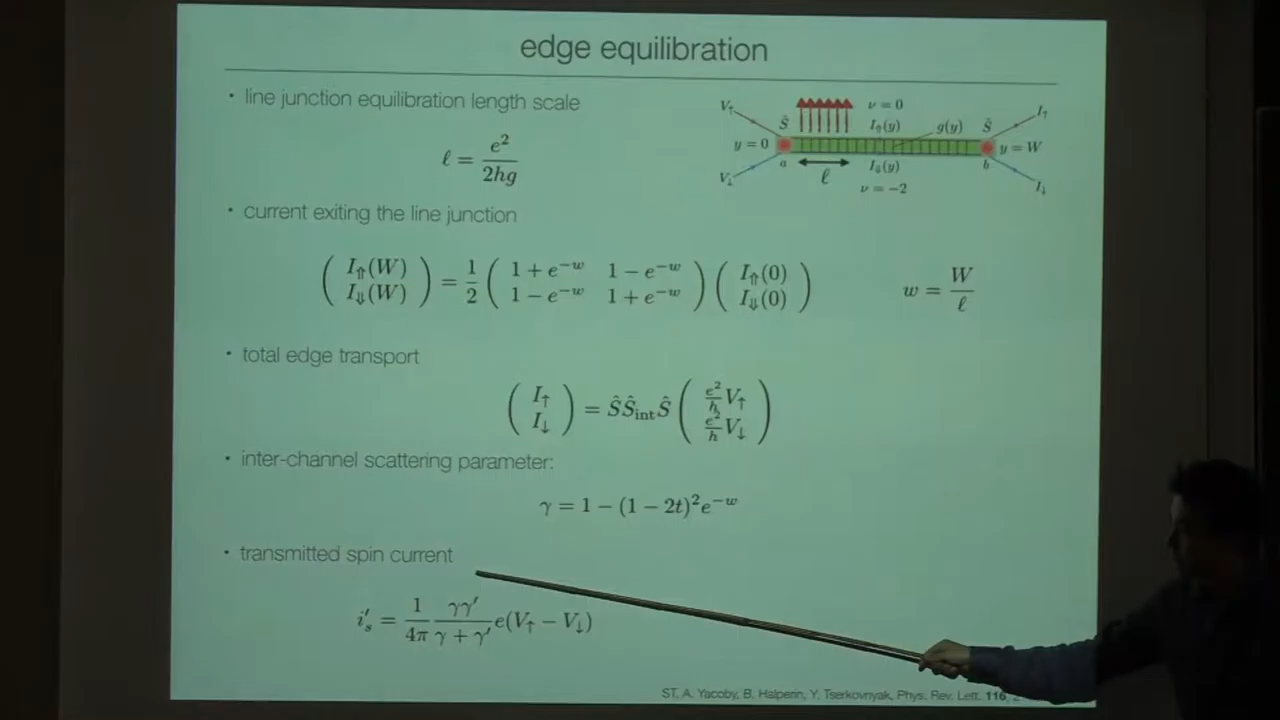 edge equilibration
• line junction equilibration length scale
ℓ = e² / 2hg
V↑ Ŝ ν = 0 I⇑(y) g(y) Ŝ I↑
y = 0 y = W
a ℓ I⇓(y) b
V↓ ν = −2 I↓
• current exiting the line junction
( I⇑(W) I⇓(W) ) = 1/2 ( 1 + e^{−w} 1 − e^{−w} 1 − e^{−w} 1 + e^{−w} ) ( I⇑(0) I⇓(0) ) w = W/ℓ
• total edge transport
( I↑ I↓ ) = Ŝ Ŝ_int Ŝ ( e²/h V↑ e²/h V↓ )
• inter-channel scattering parameter:
γ = 1 − (1 − 2t)² e^{−w}
• transmitted spin current
i′_s = 1/4π γγ′/γ + γ′ e(V↑ − V↓)
ST, A. Yacoby, B. Halperin, Y. Tserkovnyak, Phys. Rev. Lett. 116,